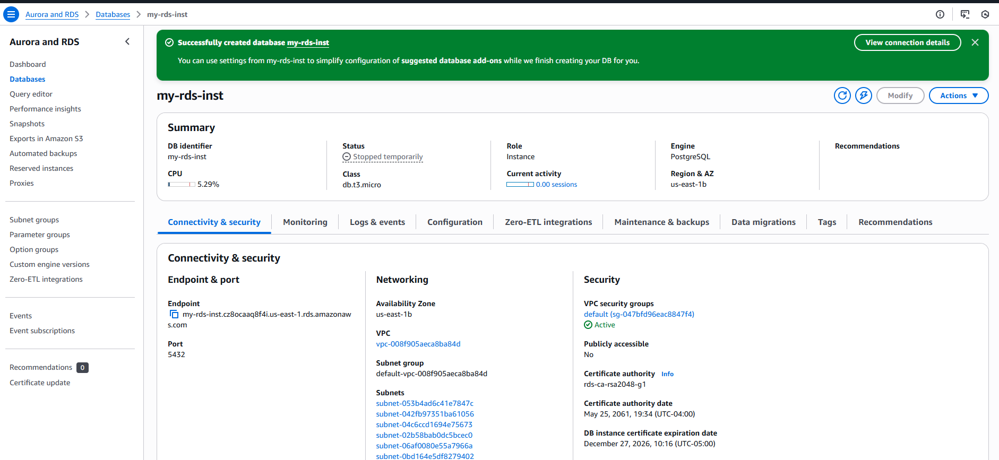 Aurora and RDS > Databases > my-rds-inst
Aurora and RDS
Dashboard
Databases
Query editor
Performance insights
Snapshots
Exports in Amazon S3
Automated backups
Reserved instances
Proxies
Subnet groups
Parameter groups
Option groups
Custom engine versions
Zero-ETL integrations
Events
Event subscriptions
Recommendations 0
Certificate update
Successfully created database my-rds-inst
View connection details
You can use settings from my-rds-inst to simplify configuration of suggested database add-ons while we finish creating your DB for you.
my-rds-inst
Modify
Actions
Summary
DB identifier
my-rds-inst
CPU
5.29%
Status
Stopped temporarily
Class
db.t3.micro
Role
Instance
Current activity
0.00 sessions
Engine
PostgreSQL
Region & AZ
us-east-1b
Recommendations
Connectivity & security
Monitoring
Logs & events
Configuration
Zero-ETL integrations
Maintenance & backups
Data migrations
Tags
Recommendations
Connectivity & security
Endpoint & port
Endpoint
my-rds-inst.cz8ocaaq8f4i.us-east-1.rds.amazonaw
s.com
Port
5432
Networking
Availability Zone
us-east-1b
VPC
vpc-008f905aeca8ba84d
Subnet group
default-vpc-008f905aeca8ba84d
Subnets
subnet-053b4ad6c41e7847c
subnet-042fb97351ba61056
subnet-04c6ccd1694e75673
subnet-02b58bab0dc5bcec0
subnet-06af0080e55a7966a
subnet-0bd164e5df8279402
Security
VPC security groups
default (sg-047bfd96eac8847f4)
Active
Publicly accessible
No
Certificate authority Info
rds-ca-rsa2048-g1
Certificate authority date
May 25, 2061, 19:34 (UTC-04:00)
DB instance certificate expiration date
December 27, 2026, 10:16 (UTC-05:00)